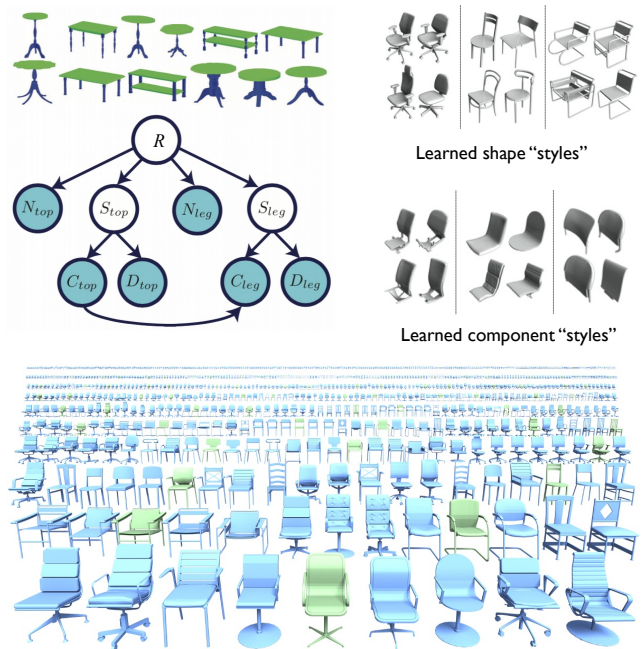 R
N_top
S_top
N_leg
S_leg
C_top
D_top
C_leg
D_leg
Learned shape “styles”
Learned component “styles”